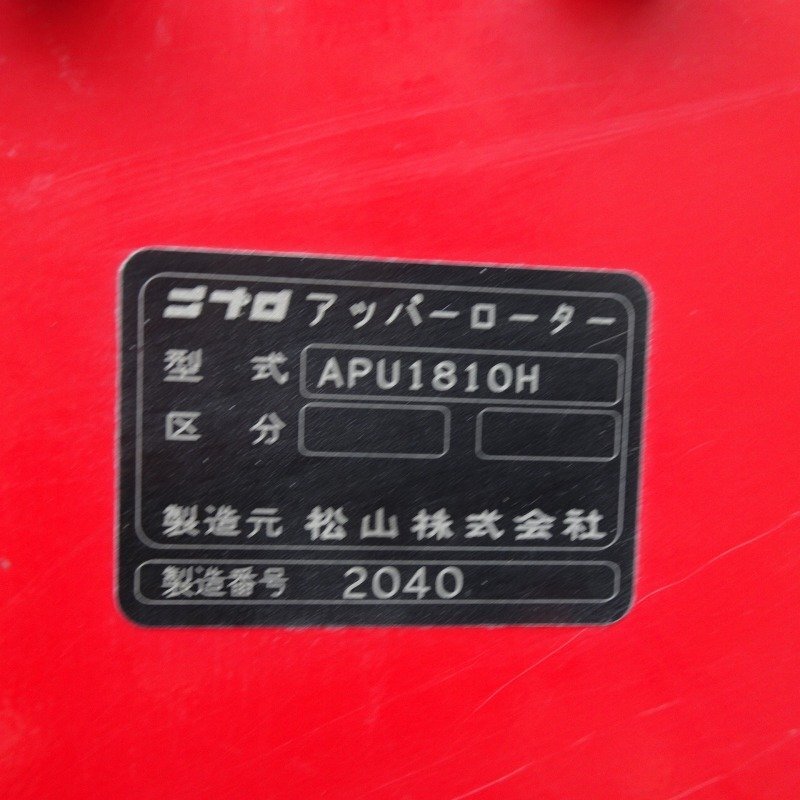 ニプロ アッパーローター
型式 APU1810H
区分
製造元 松山株式会社
製造番号 2040